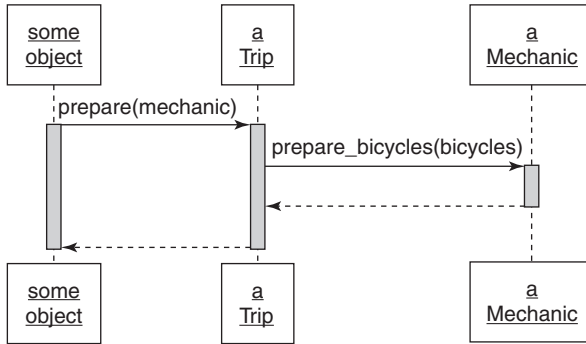 some
object
a
Trip
a
Mechanic
prepare(mechanic)
prepare_bicycles(bicycles)
some
object
a
Trip
a
Mechanic